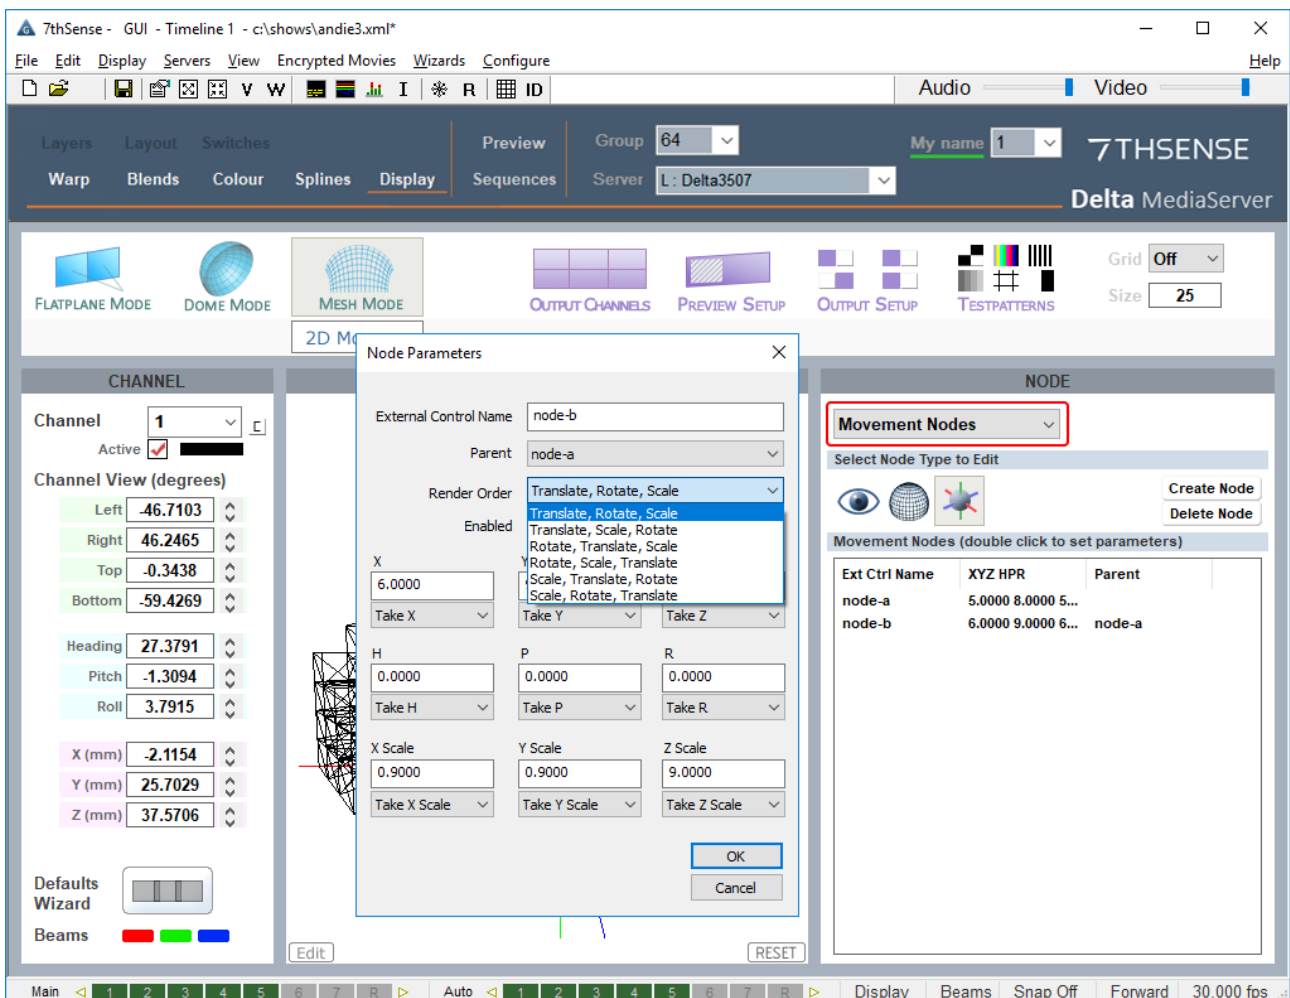 7thSense - GUI - Timeline 1 - c:\shows\andie3.xml*
File Edit Display Servers View Encrypted Movies Wizards Configure Help
V W I R ID Audio Video
Layers Layout Switches Preview Group 64 My name 1 7THSENSE
Warp Blends Colour Splines Display Sequences Server L : Delta3507
Delta MediaServer
Grid Off
FLATPLANE MODE DOME MODE MESH MODE OUTPUT CHANNELS PREVIEW SETUP OUTPUT SETUP TESTPATTERNS Size 25
2D
CHANNEL
Channel 1
Active
Channel View (degrees)
Left -46.7103
Right 46.2465
Top -0.3438
Bottom -59.4269
Heading 27.3791
Pitch -1.3094
Roll 3.7915
X (mm) -2.1154
Y (mm) 25.7029
Z (mm) 37.5706
Defaults
Wizard
Beams
Node Parameters
External Control Name node-b
Parent node-a
Render Order Translate, Rotate, Scale
Translate, Rotate, Scale
Enabled
Translate, Scale, Rotate
Rotate, Translate, Scale
Rotate, Scale, Translate
Scale, Translate, Rotate
Scale, Rotate, Translate
X
6.0000
Take X Take Y Take Z
H P R
0.0000 0.0000 0.0000
Take H Take P Take R
X Scale Y Scale Z Scale
0.9000 0.9000 9.0000
Take X Scale Take Y Scale Take Z Scale
OK
Cancel
Edit RESET
NODE
Movement Nodes
Select Node Type to Edit
Create Node
Delete Node
Movement Nodes (double click to set parameters)
Ext Ctrl Name XYZ HPR Parent
node-a 5.0000 8.0000 5...
node-b 6.0000 9.0000 6... node-a
Main 1 2 3 4 5 6 7 R Auto 1 2 3 4 5 6 7 R Display Beams Snap Off Forward 30.000 fps